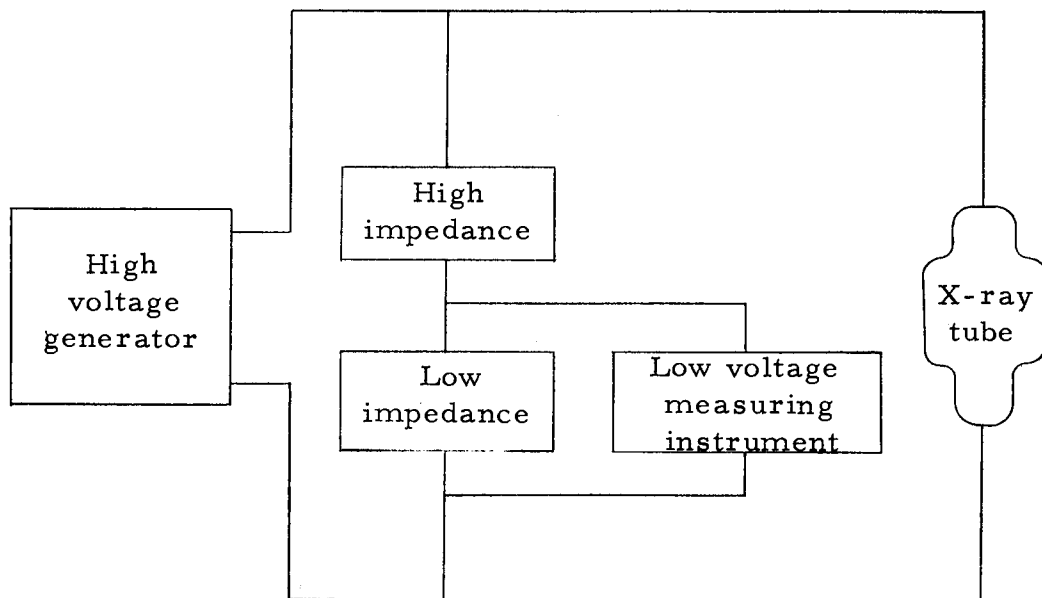 High
voltage
generator
High
impedance
Low
impedance
Low voltage
measuring
instrument
X-ray
tube